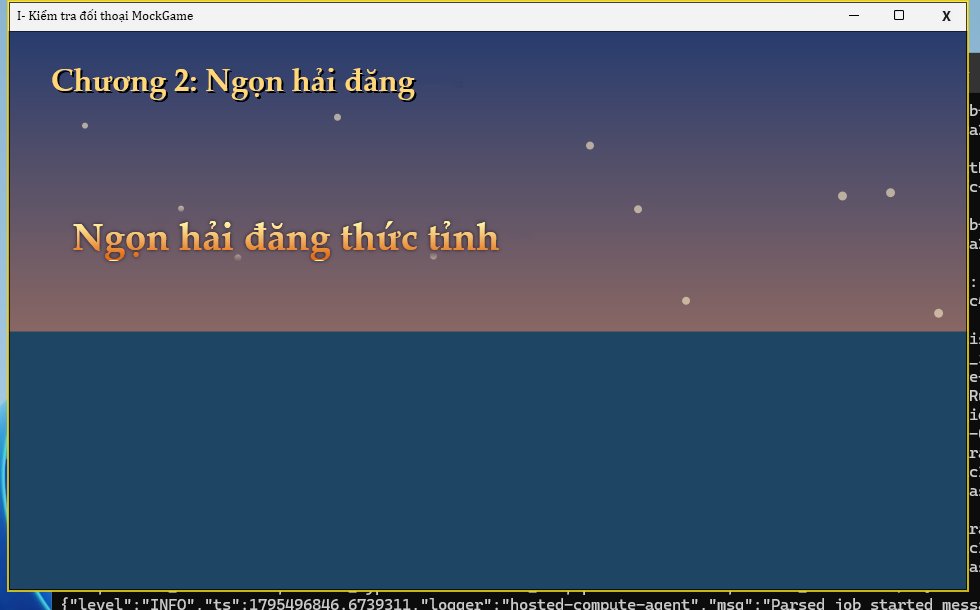 I- Kiểm tra đối thoại MockGame
Chương 2: Ngọn hải đăng
Ngọn hải đăng thức tỉnh
{"level":"INFO","ts":1795496846.6739311,"logger":"hosted-compute-agent","msg":"Parsed job started